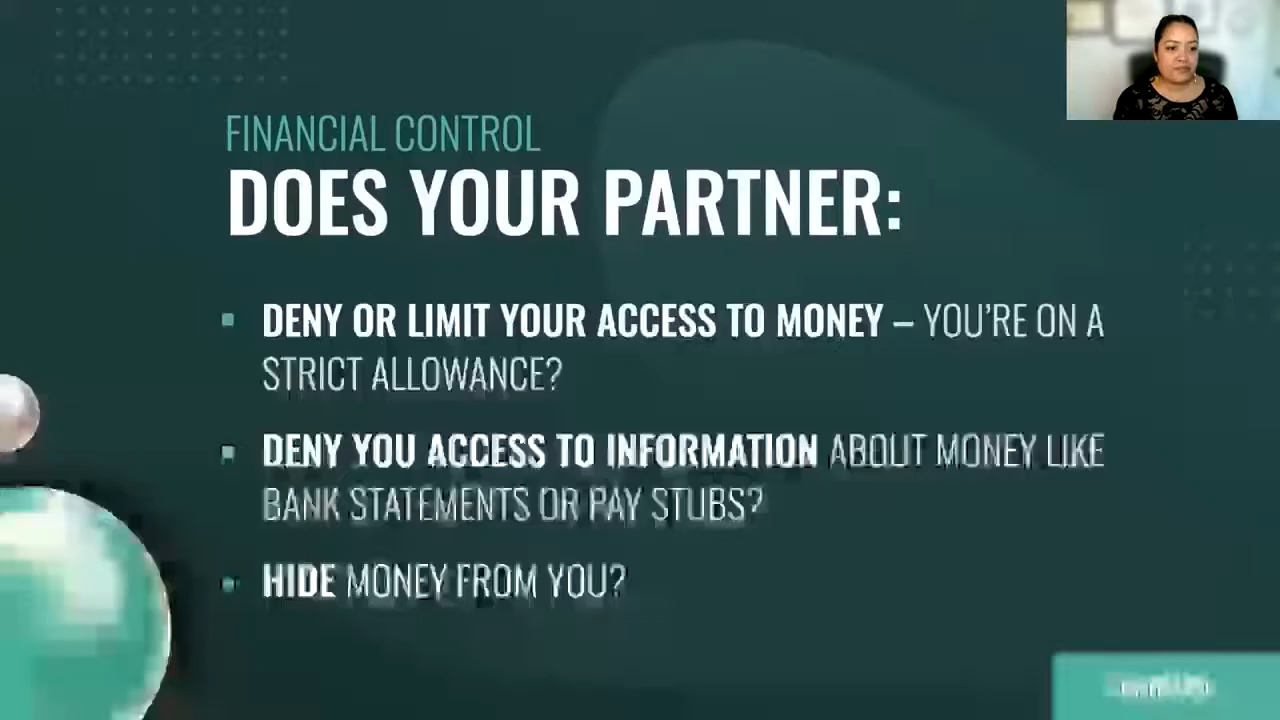 FINANCIAL CONTROL
DOES YOUR PARTNER:
▪ DENY OR LIMIT YOUR ACCESS TO MONEY – YOU'RE ON A
STRICT ALLOWANCE?
▪ DENY YOU ACCESS TO INFORMATION ABOUT MONEY LIKE
BANK STATEMENTS OR PAY STUBS?
▪ HIDE MONEY FROM YOU?